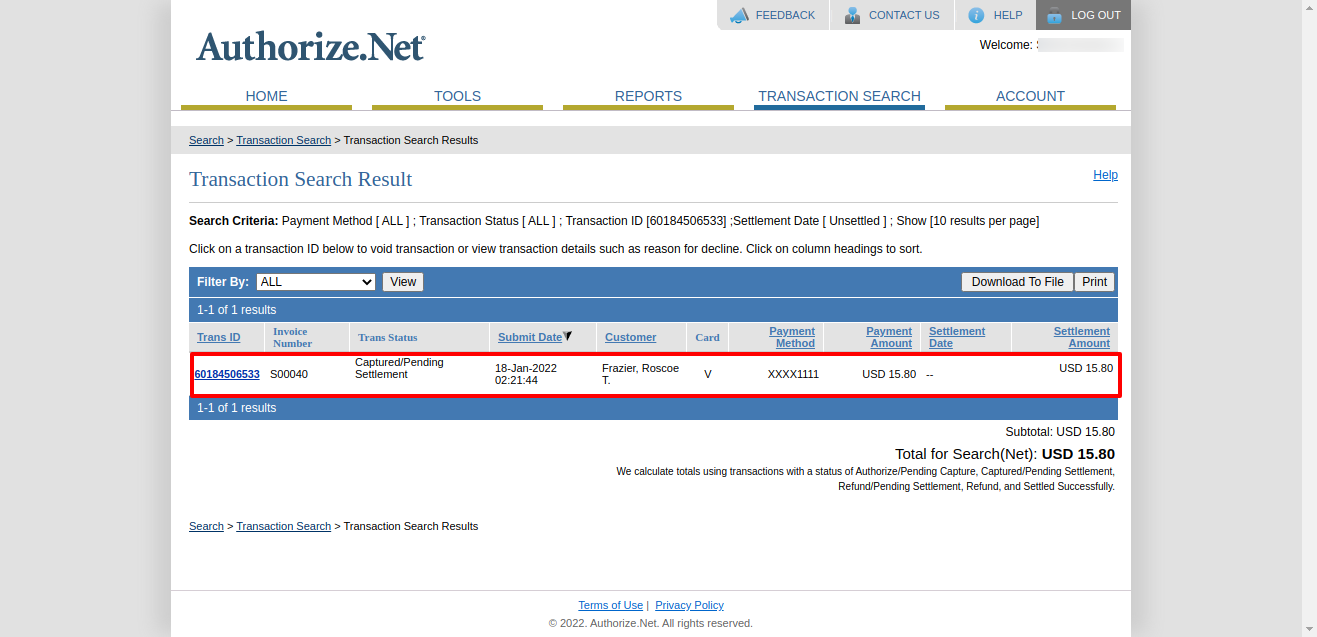 FEEDBACK CONTACT US HELP LOG OUT
Authorize.Net®
Welcome:
HOME TOOLS REPORTS TRANSACTION SEARCH ACCOUNT
Search > Transaction Search > Transaction Search Results
Transaction Search Result Help
Search Criteria: Payment Method [ ALL ] ; Transaction Status [ ALL ] ; Transaction ID [60184506533] ;Settlement Date [ Unsettled ] ; Show [10 results per page]
Click on a transaction ID below to void transaction or view transaction details such as reason for decline. Click on column headings to sort.
Filter By: ALL View Download To File Print
1-1 of 1 results
Trans ID Invoice Number Trans Status Submit Date Customer Card Payment Method Payment Amount Settlement Date Settlement Amount
60184506533 S00040 Captured/Pending Settlement 18-Jan-2022 02:21:44 Frazier, Roscoe T. V XXXX1111 USD 15.80 -- USD 15.80
1-1 of 1 results
Subtotal: USD 15.80
Total for Search(Net): USD 15.80
We calculate totals using transactions with a status of Authorize/Pending Capture, Captured/Pending Settlement,
Refund/Pending Settlement, Refund, and Settled Successfully.
Search > Transaction Search > Transaction Search Results
Terms of Use | Privacy Policy
© 2022. Authorize.Net. All rights reserved.